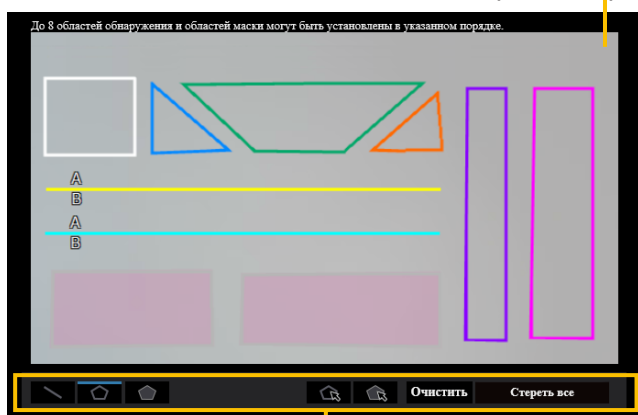 До 8 областей обнаружения и областей маски могут быть установлены в указанном порядке.
A
B
A
B
Очистить Стереть все